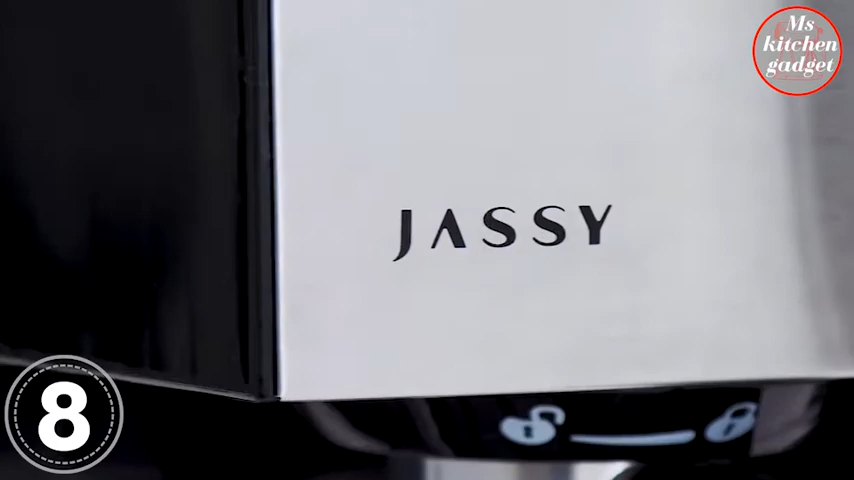 Ms
kitchen
gadget
JASSY
8